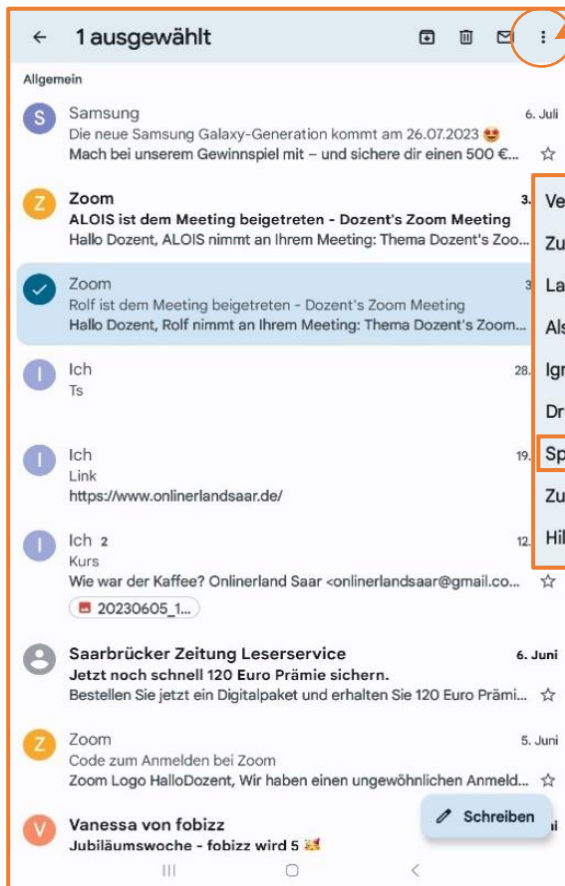 1 ausgewählt
Allgemein
S
Samsung 6. Juli
Die neue Samsung Galaxy-Generation kommt am 26.07.2023 😍
Mach bei unserem Gewinnspiel mit – und sichere dir einen 500 €...
Z
Zoom 3.
ALOIS ist dem Meeting beigetreten - Dozent's Zoom Meeting
Hallo Dozent, ALOIS nimmt an Ihrem Meeting: Thema Dozent's Zoo...
Zoom 3
Rolf ist dem Meeting beigetreten - Dozent's Zoom Meeting
Hallo Dozent, Rolf nimmt an Ihrem Meeting: Thema Dozent's Zoom...
Ve
Zu
La
Als
Igr
Dr
Sp
Zu
Hil
I
Ich 28.
Ts
I
Ich 19.
Link
https://www.onlinerlandsaar.de/
I
Ich 2 12.
Kurs
Wie war der Kaffee? Onlinerland Saar <onlinerlandsaar@gmail.co...
20230605_1...
Saarbrücker Zeitung Leserservice 6. Juni
Jetzt noch schnell 120 Euro Prämie sichern.
Bestellen Sie jetzt ein Digitalpaket und erhalten Sie 120 Euro Prämi...
Z
Zoom 5. Juni
Code zum Anmelden bei Zoom
Zoom Logo HalloDozent, Wir haben einen ungewöhnlichen Anmeld...
V
Vanessa von fobizz
Jubiläumswoche - fobizz wird 5 🥳
Schreiben